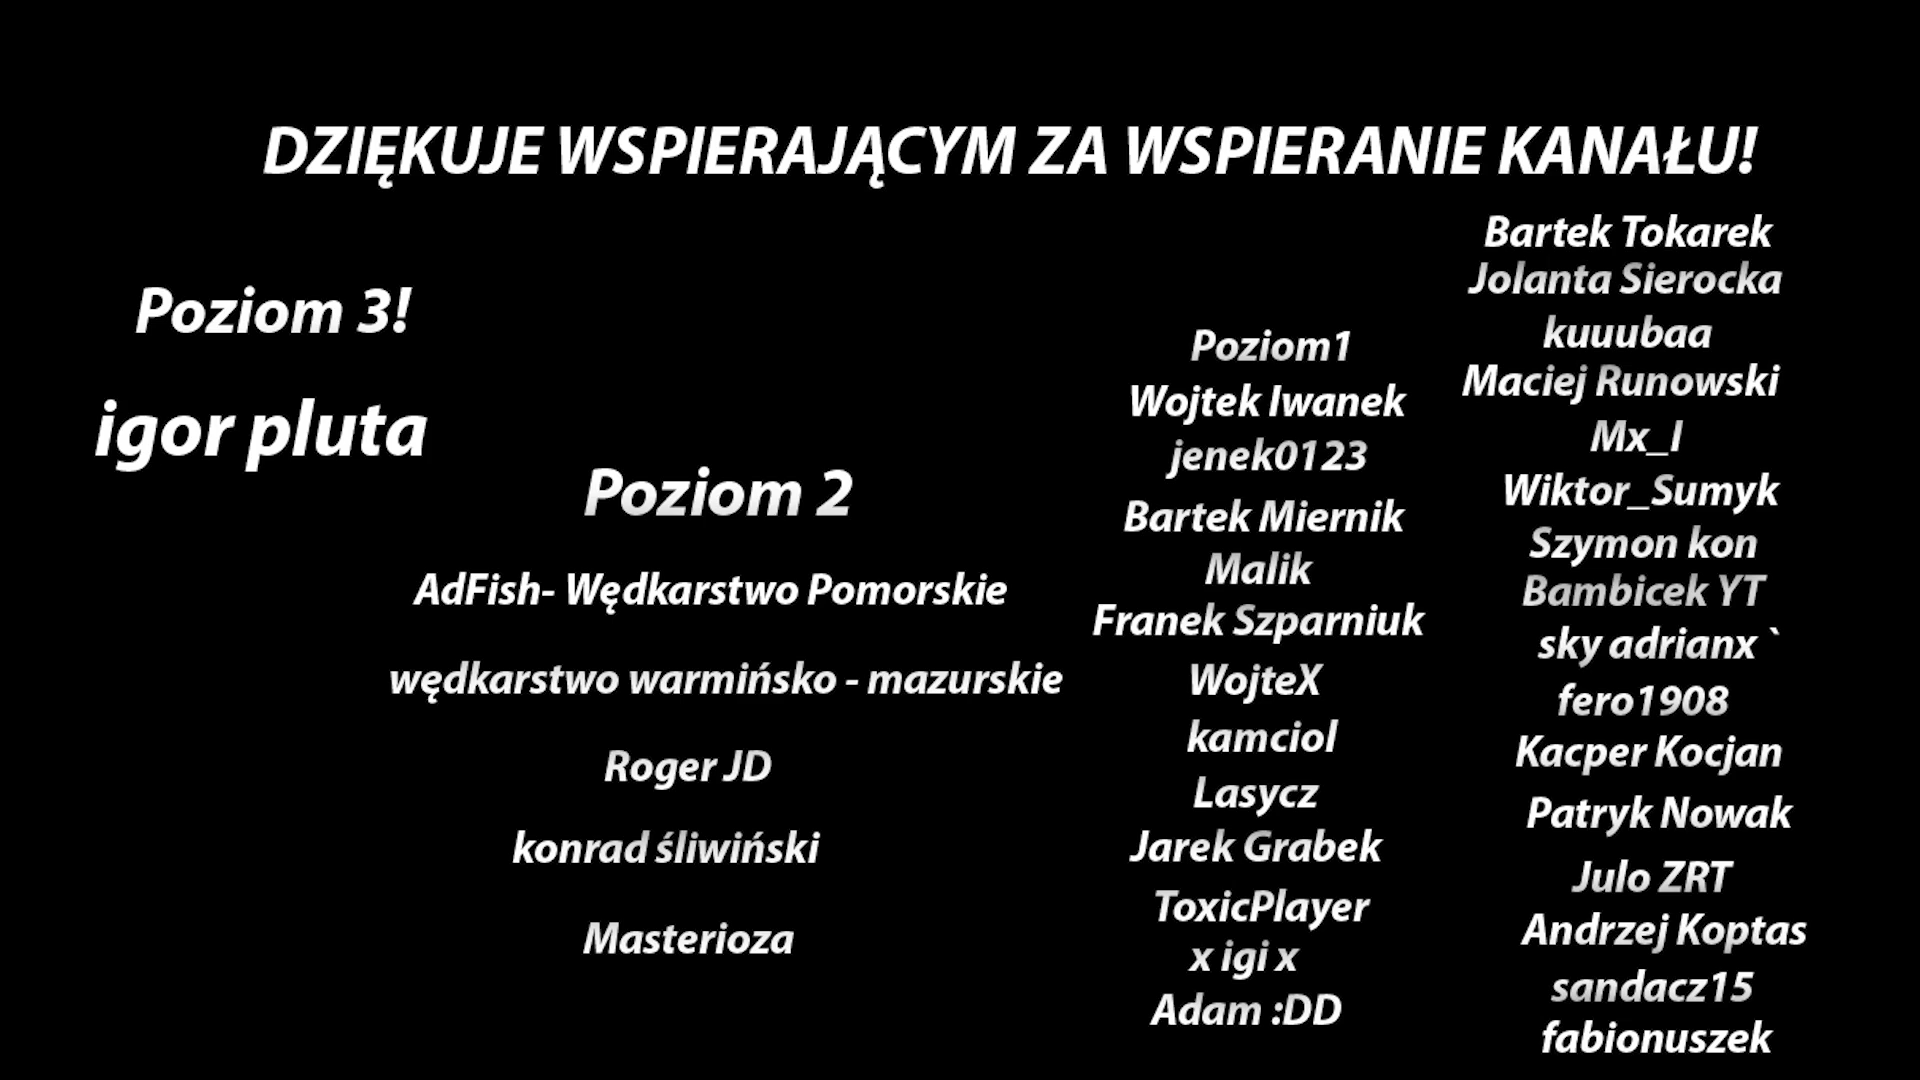 DZIĘKUJE WSPIERAJĄCYM ZA WSPIERANIE KANAŁU!
Poziom 3!
igor pluta
Poziom 2
AdFish- Wędkarstwo Pomorskie
wędkarstwo warmińsko - mazurskie
Roger JD
konrad śliwiński
Masterioza
Poziom1
Wojtek Iwanek
jenek0123
Bartek Miernik
Malik
Franek Szparniuk
WojteX
kamciol
Lasycz
Jarek Grabek
ToxicPlayer
x igi x
Adam :DD
Bartek Tokarek
Jolanta Sierocka
kuuubaa
Maciej Runowski
Mx_I
Wiktor_Sumyk
Szymon kon
Bambicek YT
sky adrianx `
fero1908
Kacper Kocjan
Patryk Nowak
Julo ZRT
Andrzej Koptas
sandacz15
fabionuszek